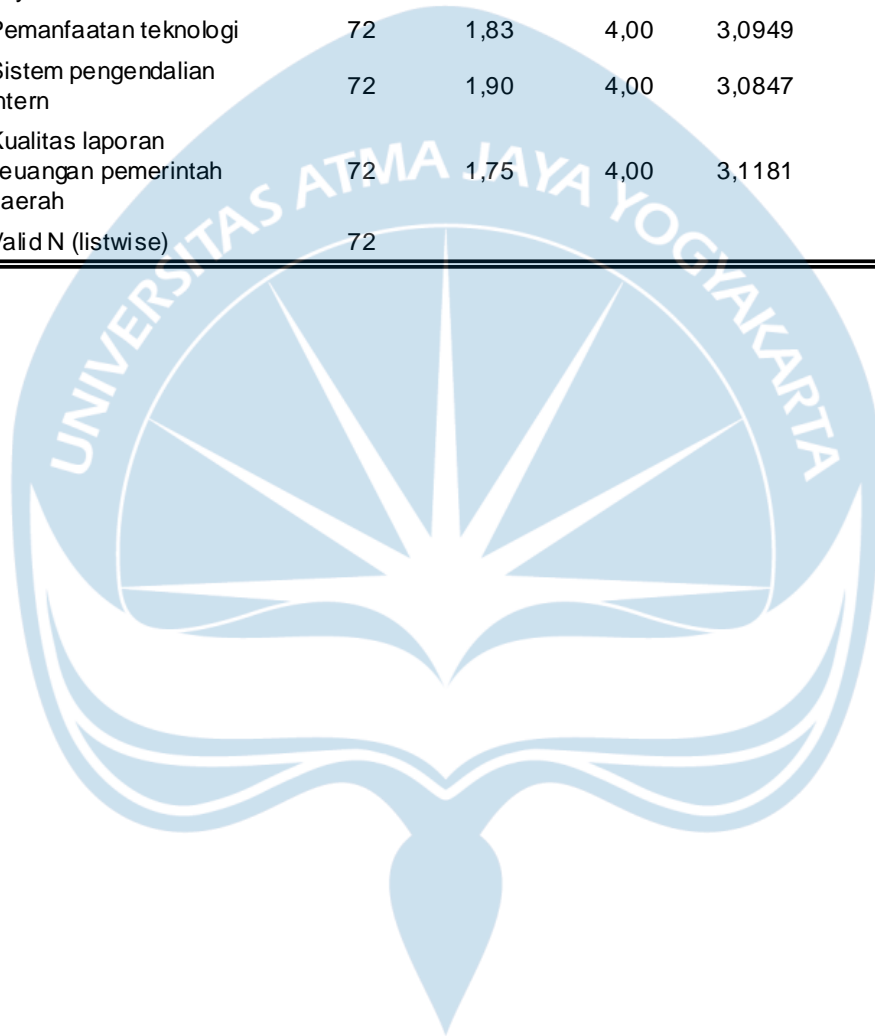 Pemanfaatan teknologi 72 1,83 4,00 3,0949
Sistem pengendalian
ntern 72 1,90 4,00 3,0847
Kualitas laporan
euangan pemerintah 72 1,75 4,00 3,1181
aerah
Valid N (listwise) 72
UNIVERSITAS ATMA JAYA YOGYAKARTA